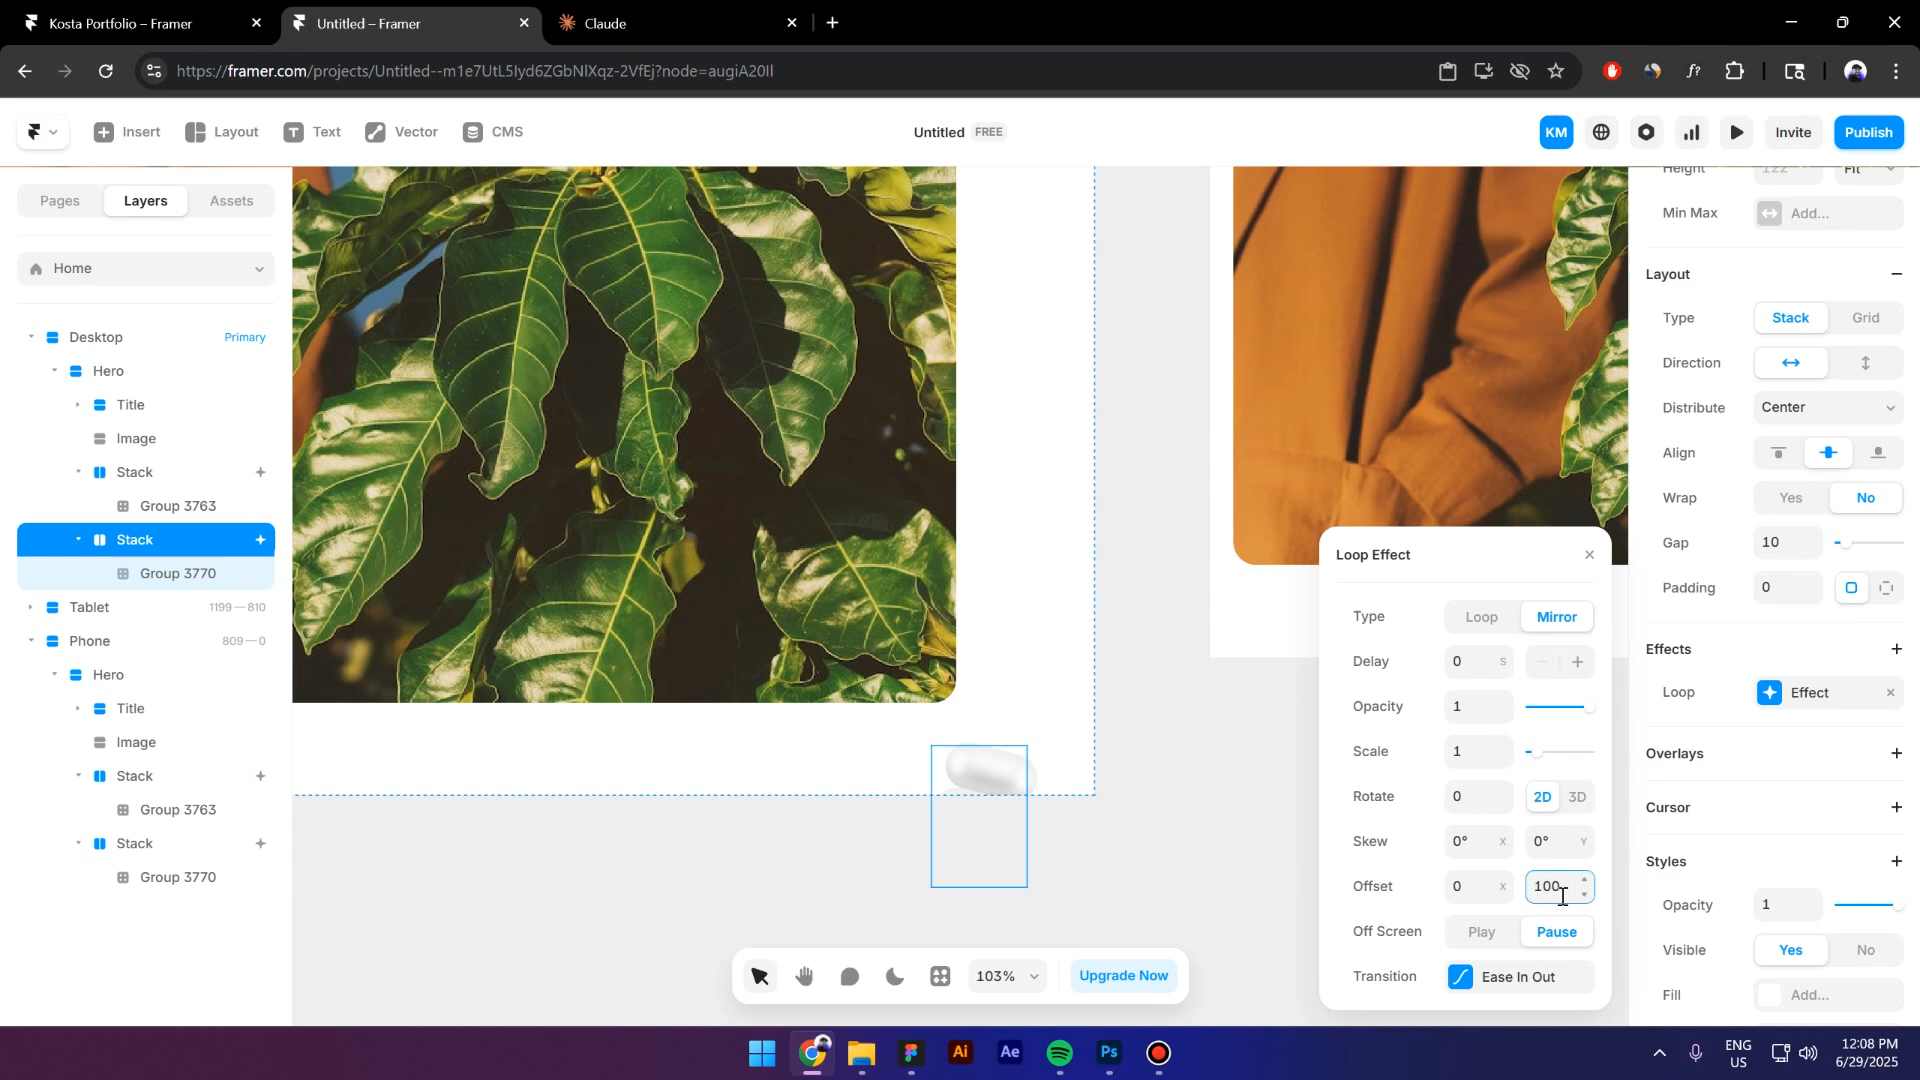 Kosta Portfolio – Framer
Untitled – Framer
Claude
https://framer.com/projects/Untitled--m1e7UtL5Iyd6ZGbNIXqz-2VfEj?node=augiA20Il
Insert
Layout
Text
Vector
CMS
Untitled
FREE
KM
Invite
Publish
Pages
Layers
Assets
Home
Desktop
Primary
Hero
Title
Image
Stack
Group 3763
Stack
Group 3770
Tablet
1199—810
Phone
809—0
Hero
Title
Image
Stack
Group 3763
Stack
Group 3770
103%
Upgrade Now
Loop Effect
Type
Loop
Mirror
Delay
0
S
Opacity
1
Scale
1
Rotate
0
2D
3D
Skew
0°
X
0°
Y
Offset
0
X
100
Off Screen
Play
Pause
Transition
Ease In Out
Height
122
Fit
Min Max
Add...
Layout
Type
Stack
Grid
Direction
Distribute
Center
Align
Wrap
Yes
No
Gap
10
Padding
0
Effects
Loop
Effect
Overlays
Cursor
Styles
Opacity
1
Visible
Yes
No
Fill
Add...
Ai
Ae
Ps
ENG
US
12:08 PM
6/29/2025